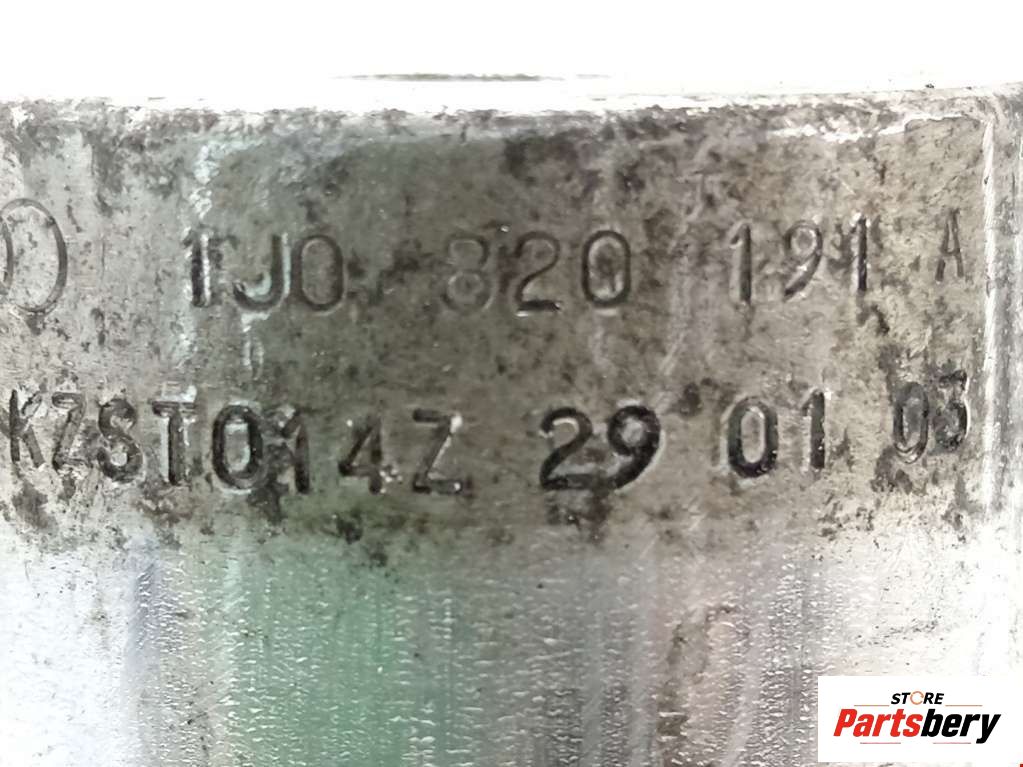 1J0 820 191 A
KZST014Z 29 01 03
STORE
Partsbery